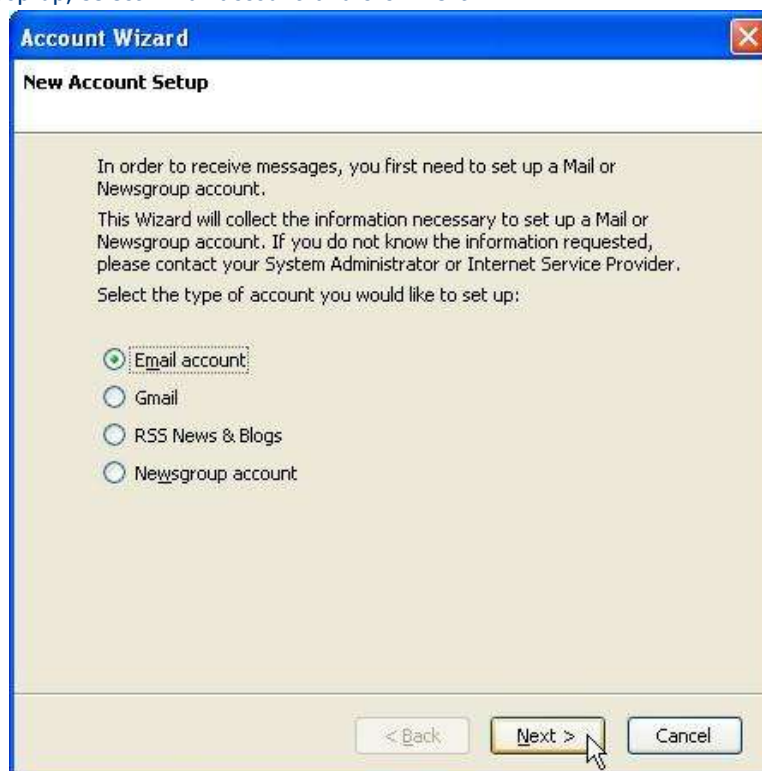 Account Wizard
New Account Setup
In order to receive messages, you first need to set up a Mail or
Newsgroup account.
This Wizard will collect the information necessary to set up a Mail or
Newsgroup account. If you do not know the information requested,
please contact your System Administrator or Internet Service Provider.
Select the type of account you would like to set up:
Email account
Gmail
RSS News & Blogs
Newsgroup account
< Back Next > Cancel